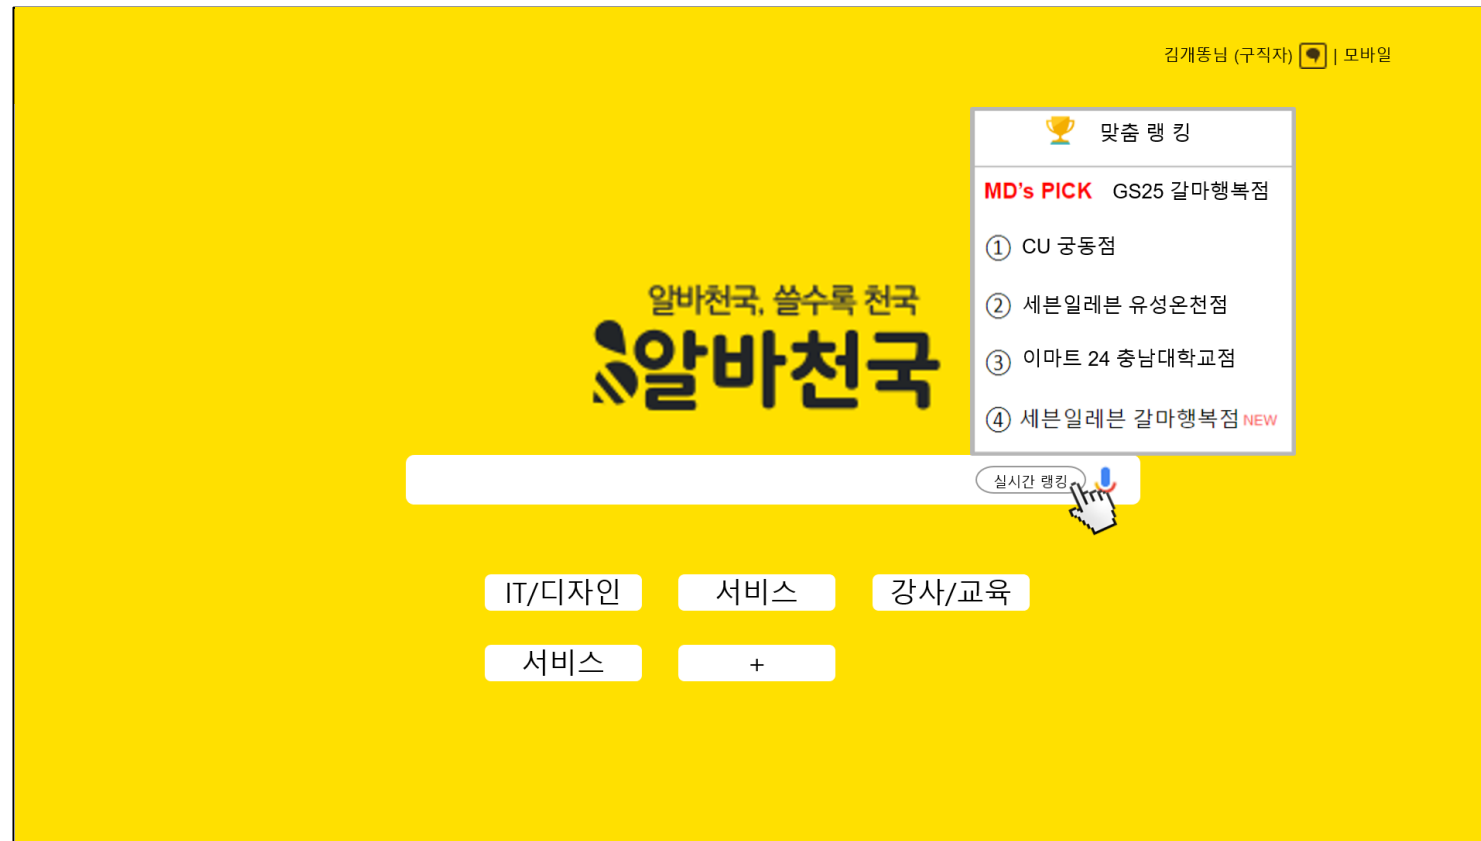 김개똥님 (구직자) | 모바일
맞춤 랭 킹
MD's PICK GS25 갈마행복점
① CU 궁동점
② 세븐일레븐 유성온천점
③ 이마트 24 충남대학교점
④ 세븐일레븐 갈마행복점 NEW
알바천국, 쓸수록 천국
알바천국
실시간 랭킹
IT/디자인 서비스 강사/교육
서비스 +